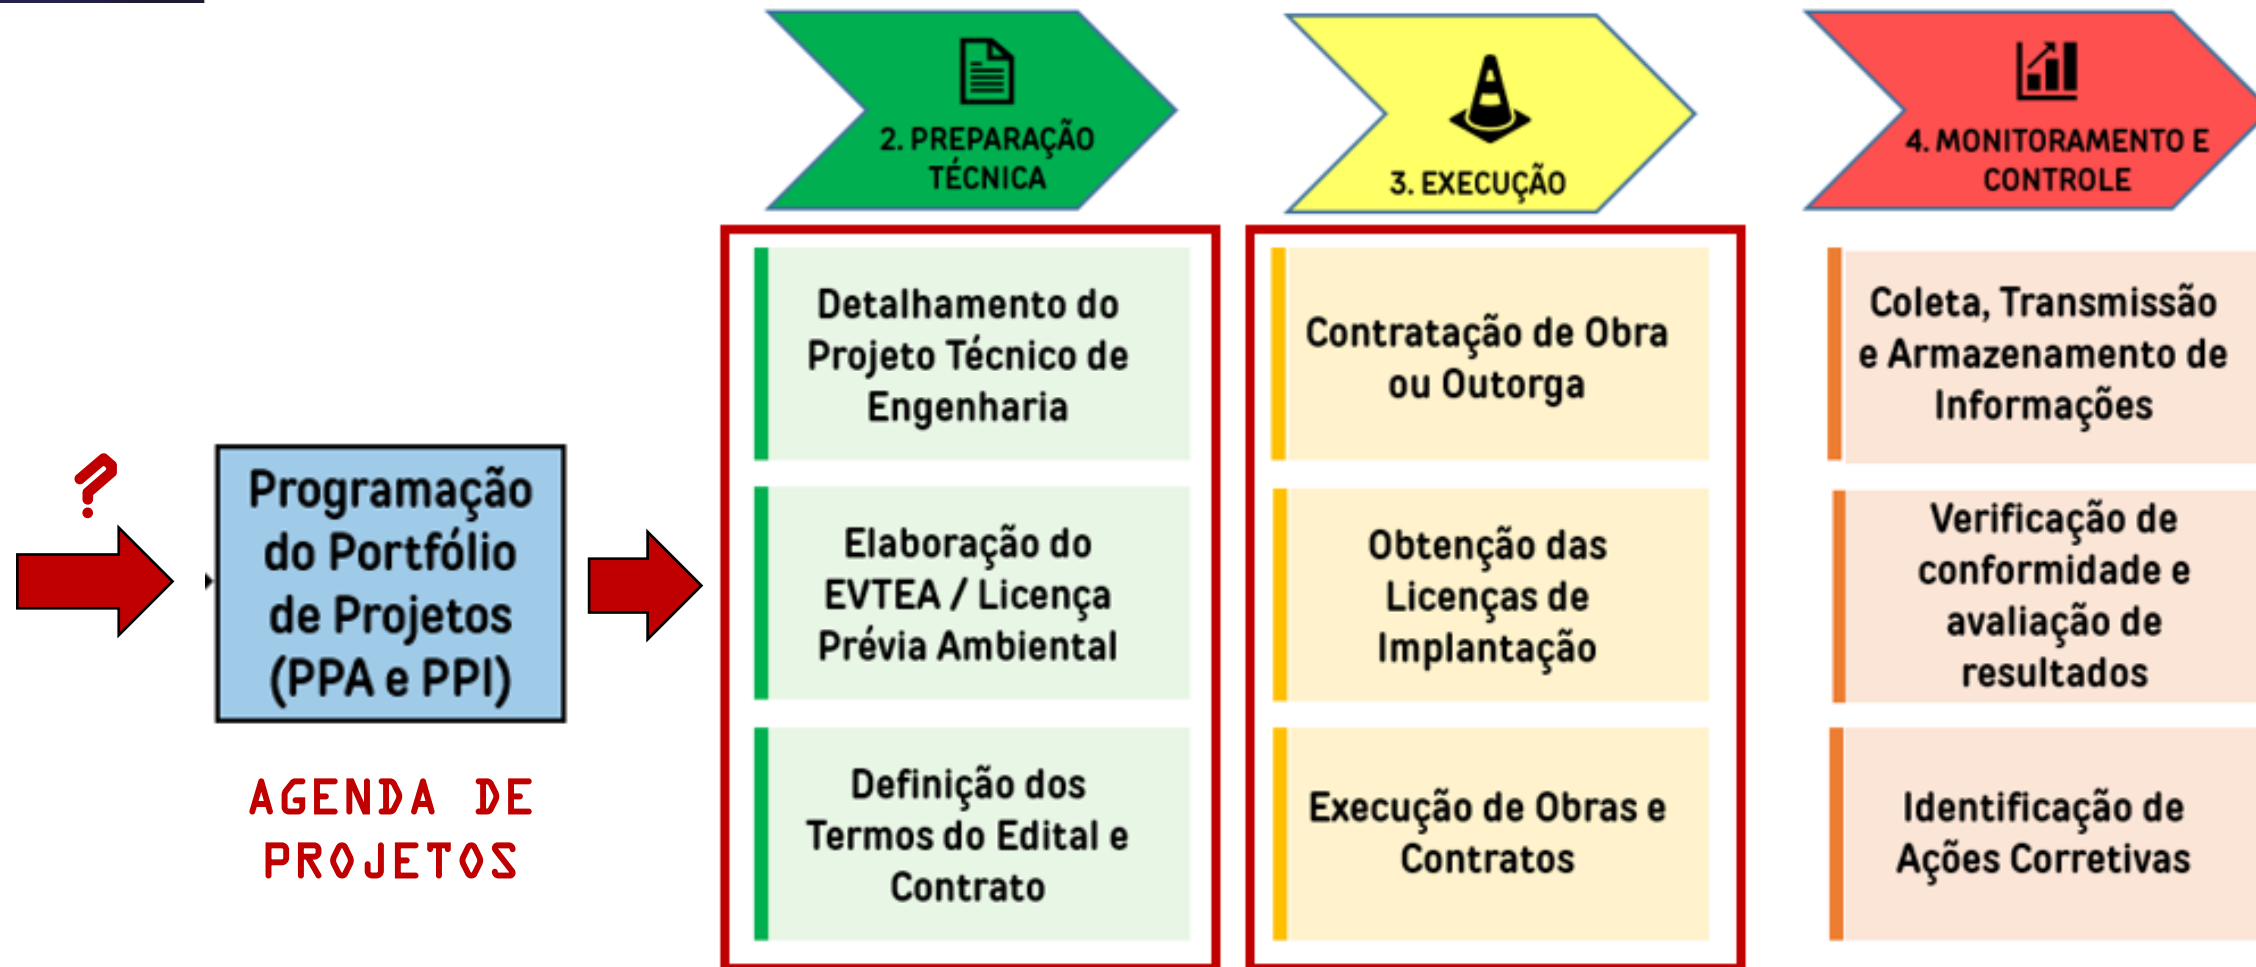 2. PREPARAÇÃO
TÉCNICA
3. EXECUÇÃO
4. MONITORAMENTO E
CONTROLE
?
Programação
do Portfólio
de Projetos
(PPA e PPI)
AGENDA DE
PROJETOS
Detalhamento do
Projeto Técnico de
Engenharia
Elaboração do
EVTEA / Licença
Prévia Ambiental
Definição dos
Termos do Edital e
Contrato
Contratação de Obra
ou Outorga
Obtenção das
Licenças de
Implantação
Execução de Obras e
Contratos
Coleta, Transmissão
e Armazenamento de
Informações
Verificação de
conformidade e
avaliação de
resultados
Identificação de
Ações Corretivas